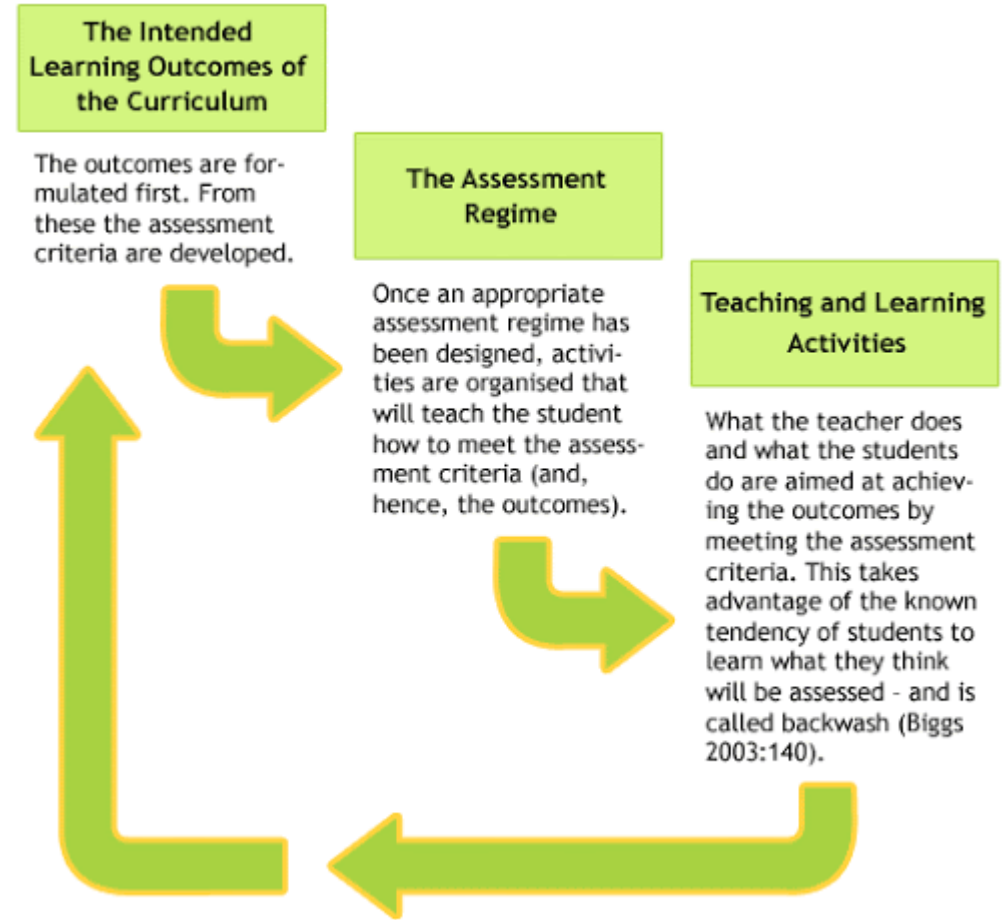 The Intended
Learning Outcomes of
the Curriculum
The outcomes are for-
mulated first. From
these the assessment
criteria are developed.
The Assessment
Regime
Once an appropriate
assessment regime has
been designed, activi-
ties are organised that
will teach the student
how to meet the assess-
ment criteria (and,
hence, the outcomes).
Teaching and Learning
Activities
What the teacher does
and what the students
do are aimed at achiev-
ing the outcomes by
meeting the assessment
criteria. This takes
advantage of the known
tendency of students to
learn what they think
will be assessed - and is
called backwash (Biggs
2003:140).